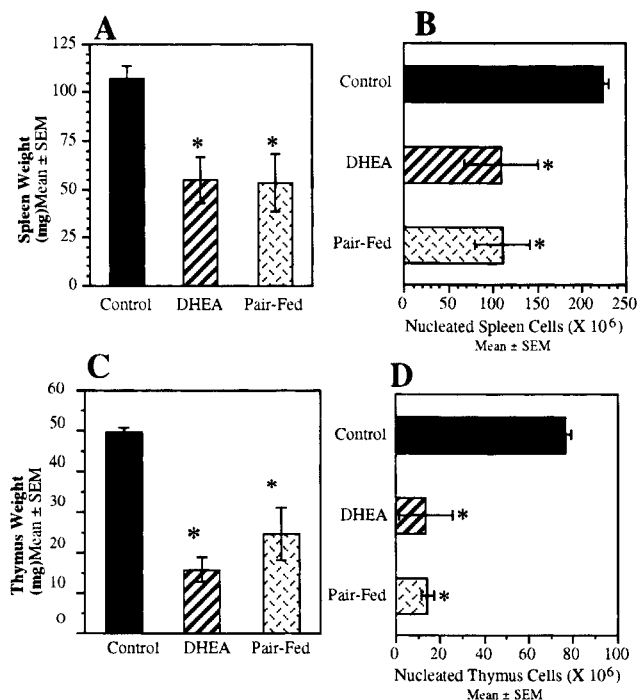 A
125
100
75
50
25
0
Spleen Weight
(mg)Mean ± SEM
*
*
Control DHEA Pair-Fed
B
Control
DHEA
*
Pair-Fed
*
0 50 100 150 200 250
Nucleated Spleen Cells (X 10⁶)
Mean ± SEM
C
60
50
40
30
20
10
0
Thymus Weight
(mg)Mean ± SEM
*
*
Control DHEA Pair-Fed
D
Control
DHEA
*
Pair-Fed
*
0 20 40 60 80 100
Nucleated Thymus Cells (X 10⁶)
Mean ± SEM